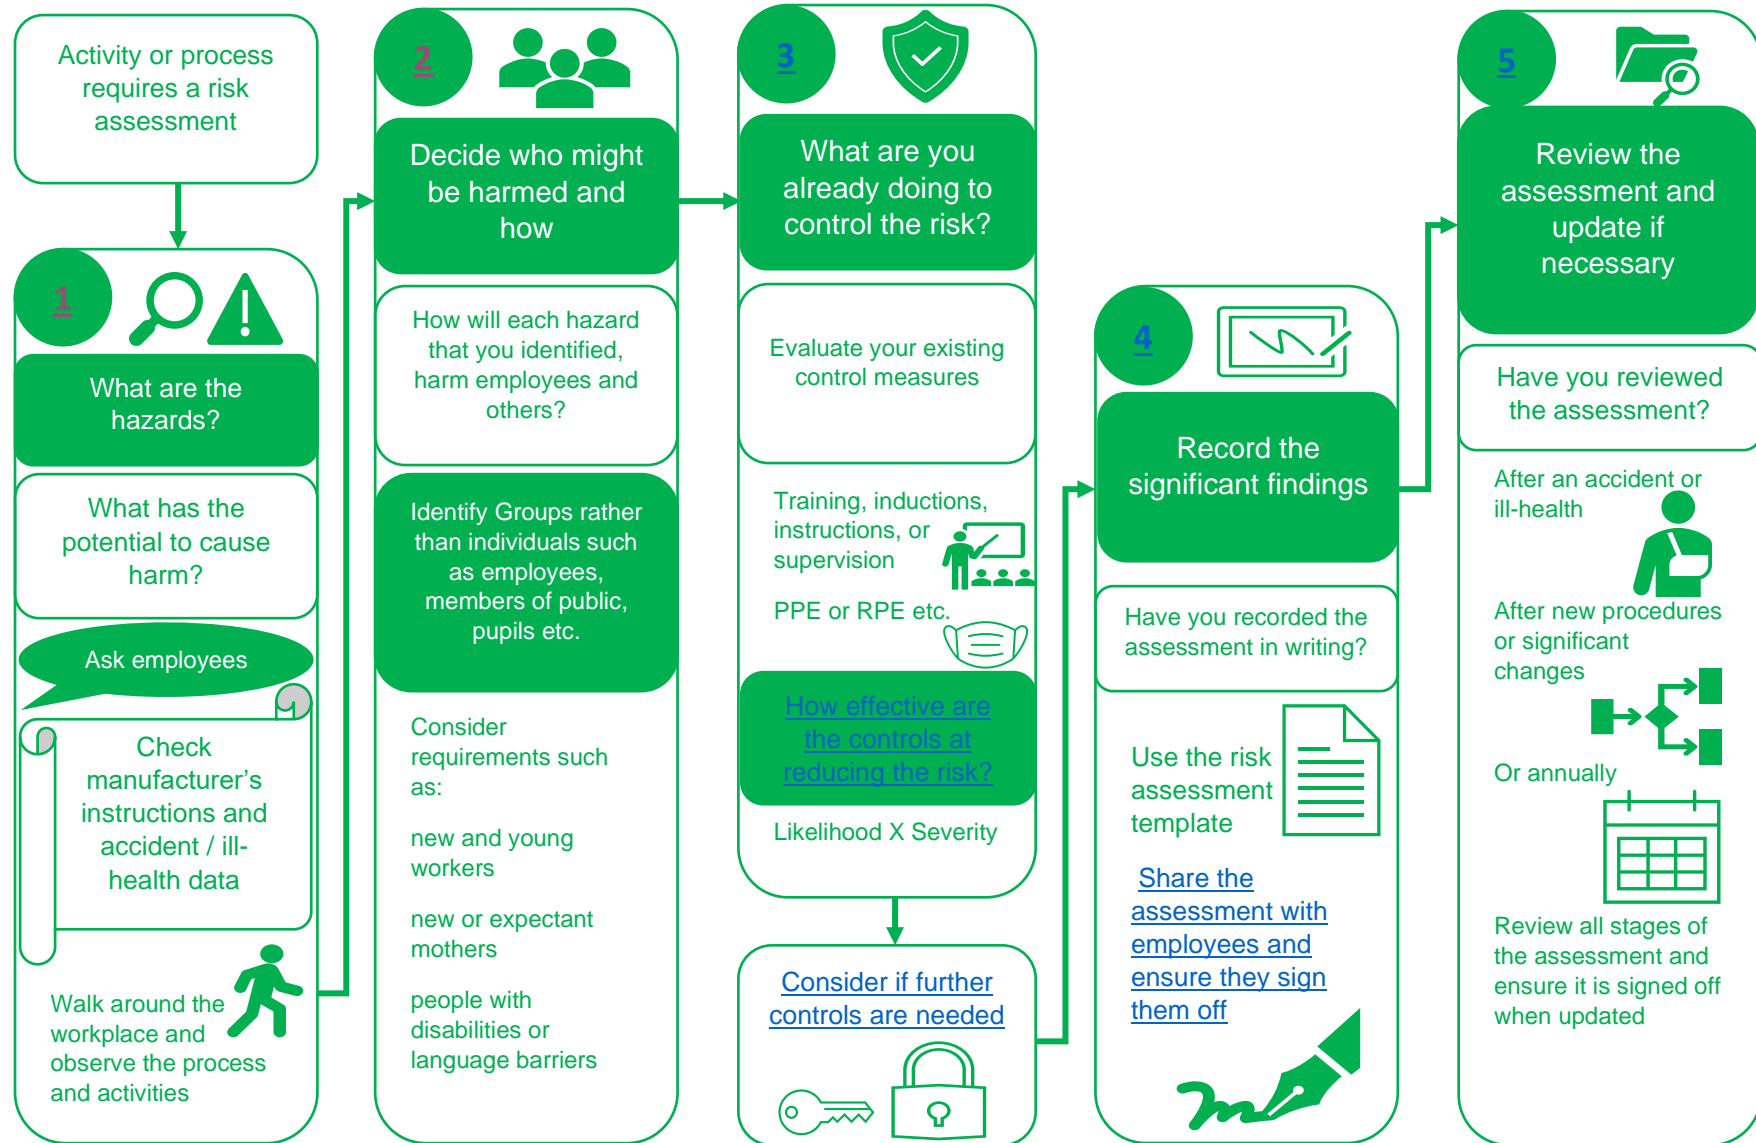 Activity or process
requires a risk
assessment
1
What are the
hazards?
What has the
potential to cause
harm?
Ask employees
Check
manufacturer’s
instructions and
accident / ill-
health data
Walk around the
workplace and
observe the process
and activities
2
Decide who might
be harmed and
how
How will each hazard
that you identified,
harm employees and
others?
Identify Groups rather
than individuals such
as employees,
members of public,
pupils etc.
Consider
requirements such
as:
new and young
workers
new or expectant
mothers
people with
disabilities or
language barriers
3
What are you
already doing to
control the risk?
Evaluate your existing
control measures
Training, inductions,
instructions, or
supervision
PPE or RPE etc.
How effective are
the controls at
reducing the risk?
Likelihood X Severity
Consider if further
controls are needed
4
Record the
significant findings
Have you recorded the
assessment in writing?
Use the risk
assessment
template
Share the
assessment with
employees and
ensure they sign
them off
5
Review the
assessment and
update if
necessary
Have you reviewed
the assessment?
After an accident or
ill-health
After new procedures
or significant
changes
Or annually
Review all stages of
the assessment and
ensure it is signed off
when updated